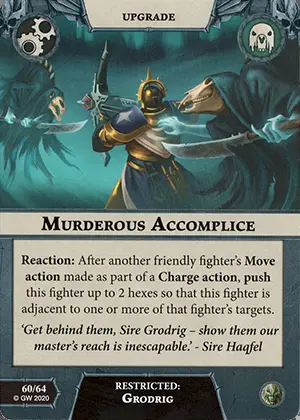 UPGRADE
MURDEROUS ACCOMPLICE
Reaction: After another friendly fighter's Move
action made as part of a Charge action, push
this fighter up to 2 hexes so that this fighter is
adjacent to one or more of that fighter's targets.
'Get behind them, Sire Grodrig – show them our
master's reach is inescapable.' - Sire Haqfel
60/64
© GW 2020
RESTRICTED:
GRODRIG